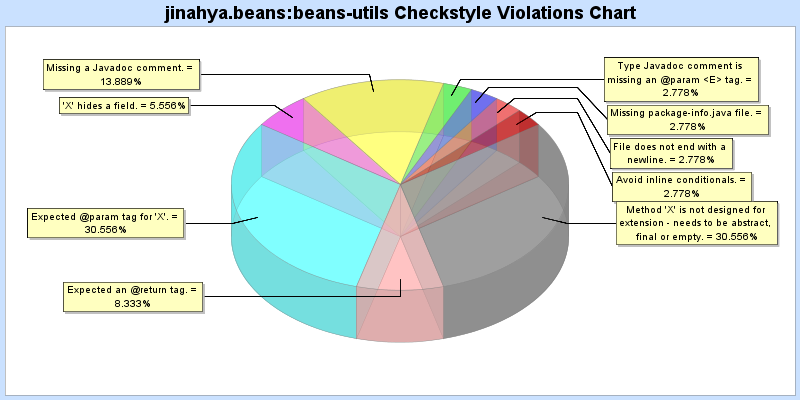 jinahya.beans:beans-utils Checkstyle Violations Chart
Missing a Javadoc comment. =
13.889%
'X' hides a field. = 5.556%
Expected @param tag for 'X'. =
30.556%
Expected an @return tag. =
8.333%
Type Javadoc comment is
missing an @param <E> tag. =
2.778%
Missing package-info.java file. =
2.778%
File does not end with a
newline. = 2.778%
Avoid inline conditionals. =
2.778%
Method 'X' is not designed for
extension - needs to be abstract,
final or empty. = 30.556%